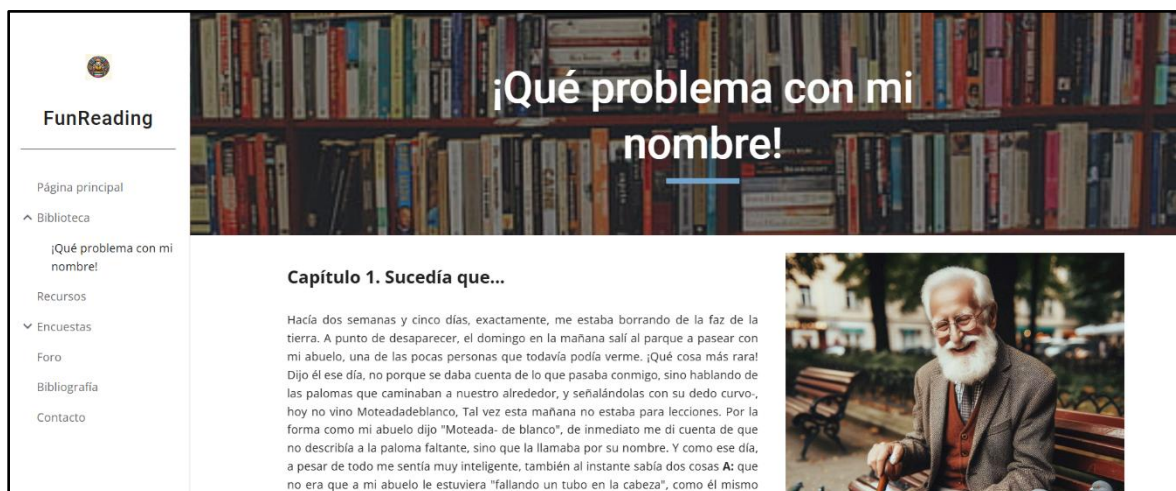 FunReading
Página principal
Biblioteca
¡Qué problema con mi
nombre!
Recursos
Encuestas
Foro
Bibliografía
Contacto
¡Qué problema con mi
nombre!
Capítulo 1. Sucedía que...
Hacía dos semanas y cinco días, exactamente, me estaba borrando de la faz de la
tierra. A punto de desaparecer, el domingo en la mañana salí al parque a pasear con
mi abuelo, una de las pocas personas que todavía podía verme. ¡Qué cosa más rara!
Dijo él ese día, no porque se daba cuenta de lo que pasaba conmigo, sino hablando de
las palomas que caminaban a nuestro alrededor, y señalándolas con su dedo curvo-,
hoy no vino Moteadadeblanco, Tal vez esta mañana no estaba para lecciones. Por la
forma como mi abuelo dijo "Moteada- de blanco", de inmediato me di cuenta de que
no describía a la paloma faltante, sino que la llamaba por su nombre. Y como ese día,
a pesar de todo me sentía muy inteligente, también al instante sabía dos cosas A: que
no era que a mi abuelo le estuviera "fallando un tubo en la cabeza", como él mismo